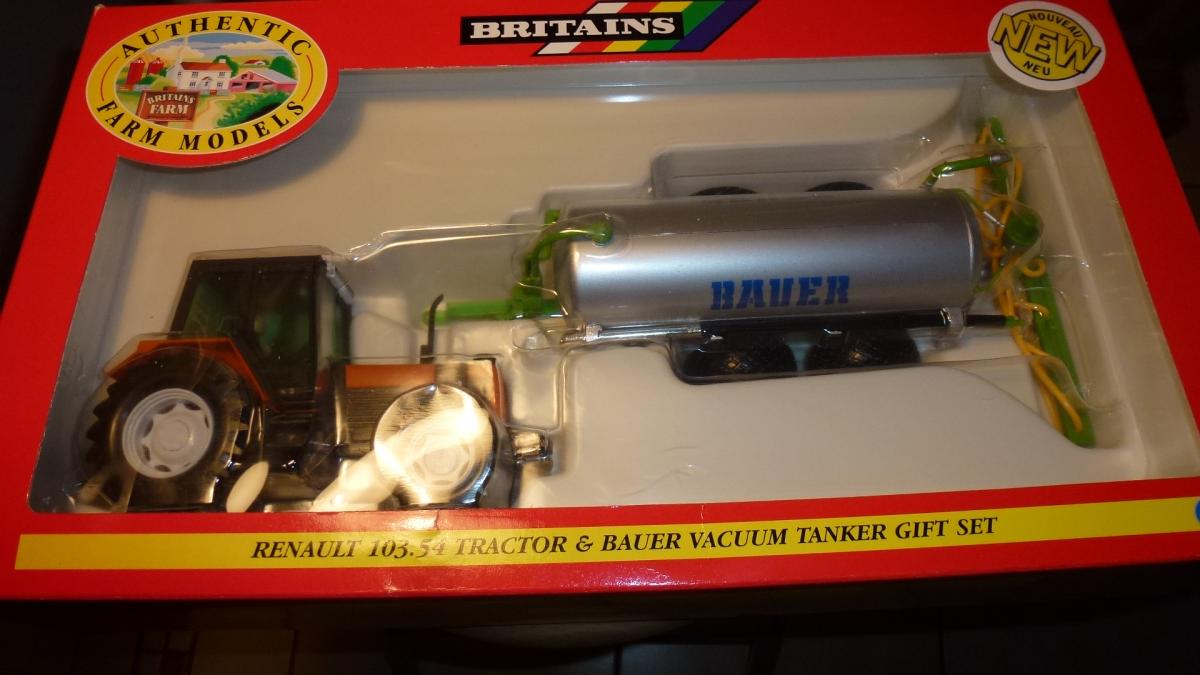 AUTHENTIC
BRITAINS
FARM
FARM MODELS
BRITAINS
NOUVEAU
NEW
NEU
BAUER
RENAULT 103.54 TRACTOR & BAUER VACUUM TANKER GIFT SET